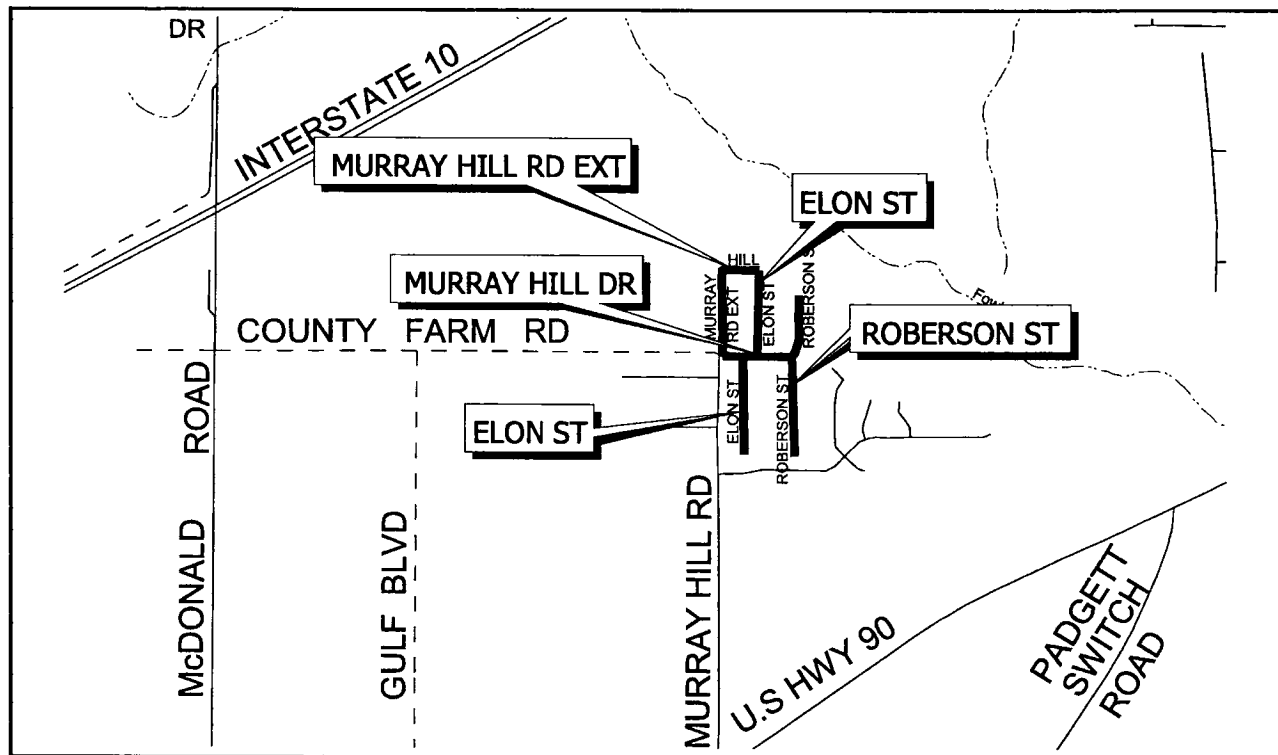 DR
INTERSTATE 10
MURRAY HILL RD EXT
ELON ST
HILL
ROBERSON S
MURRAY HILL DR
MURRAY
RD EXT
ELON ST
COUNTY FARM RD
ROBERSON ST
ELON ST
ELON ST
ROBERSON ST
McDONALD ROAD
GULF BLVD
MURRAY HILL RD
U.S HWY 90
PADGETT
SWITCH
ROAD